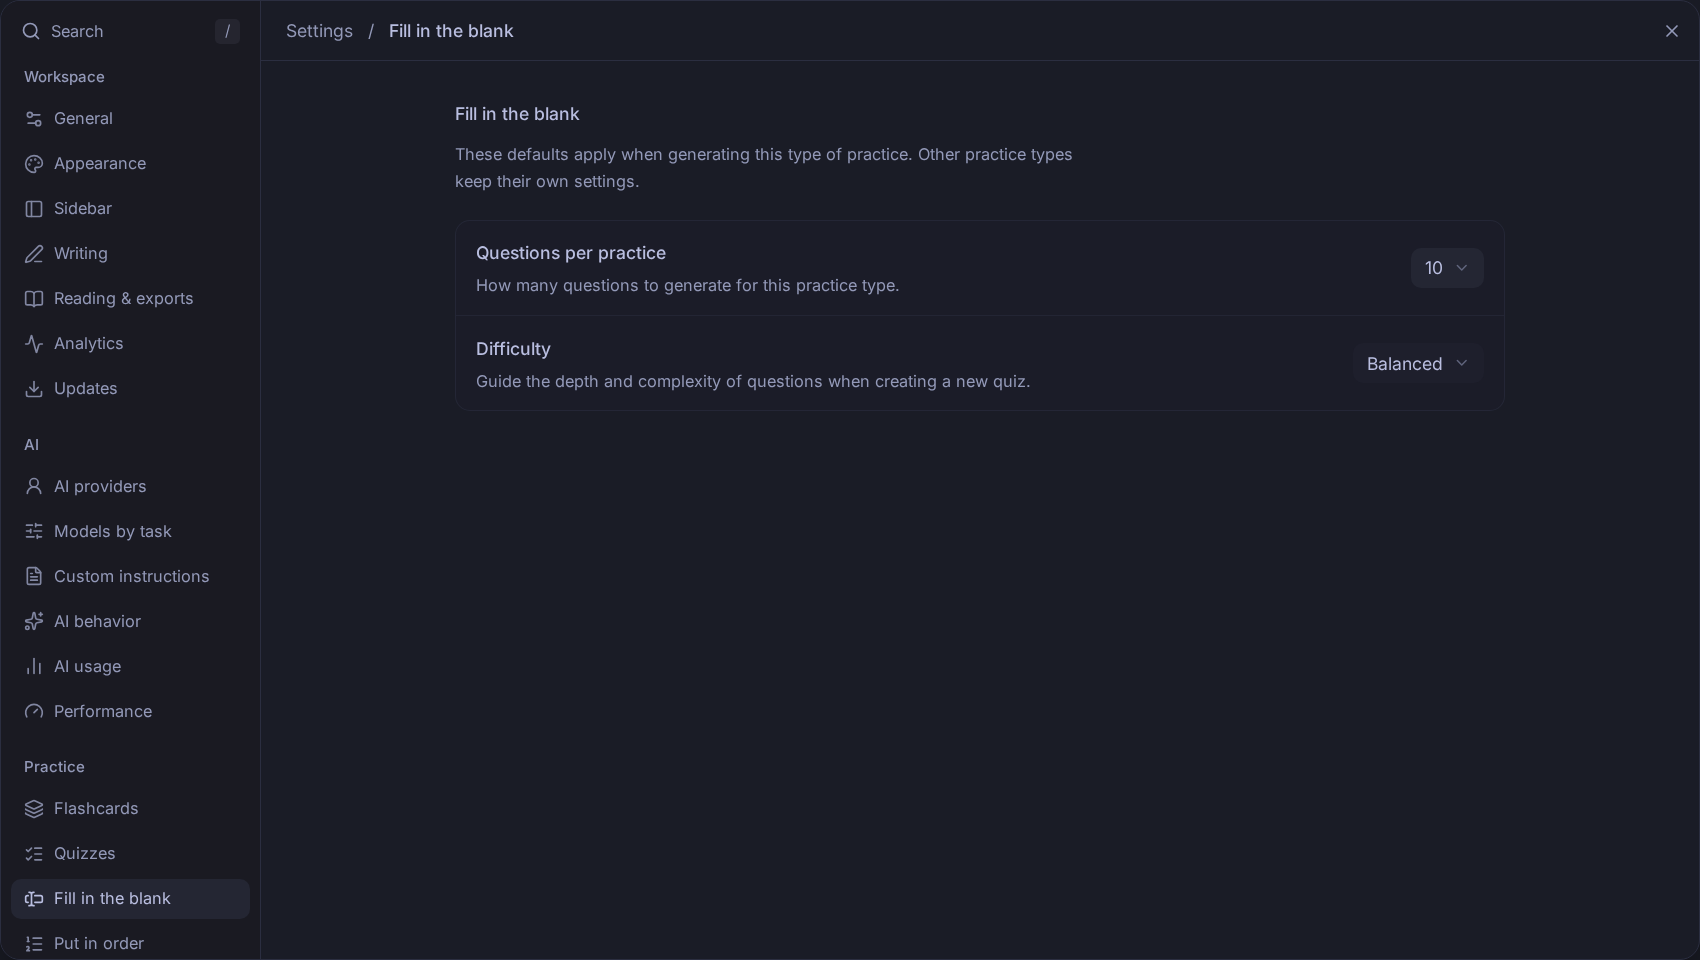 Search
/
Workspace
General
Appearance
Sidebar
Writing
Reading & exports
Analytics
Updates
AI
AI providers
Models by task
Custom instructions
AI behavior
AI usage
Performance
Practice
Flashcards
Quizzes
Fill in the blank
Put in order
Settings / Fill in the blank
Fill in the blank
These defaults apply when generating this type of practice. Other practice types
keep their own settings.
Questions per practice
How many questions to generate for this practice type.
10
Difficulty
Guide the depth and complexity of questions when creating a new quiz.
Balanced